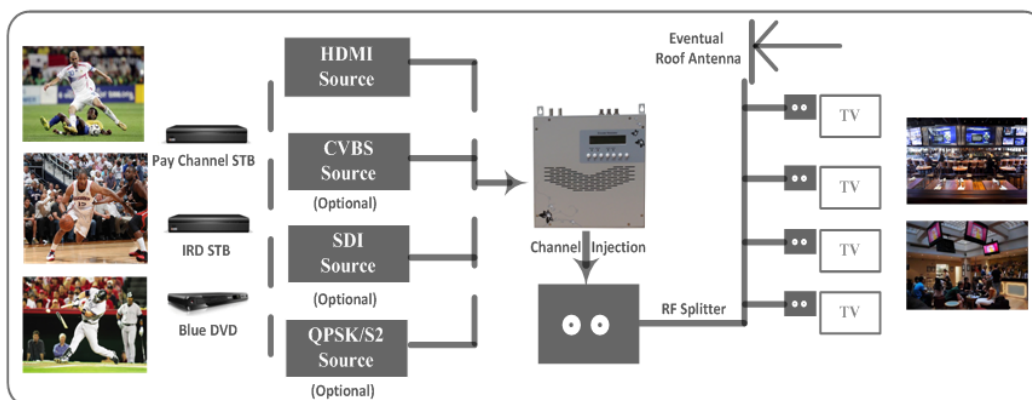 Pay Channel STB
IRD STB
Blue DVD
HDMI
Source
CVBS
Source
(Optional)
SDI
Source
(Optional)
QPSK/S2
Source
(Optional)
Channel Injection
RF Splitter
Eventual
Roof Antenna
TV
TV
TV
TV